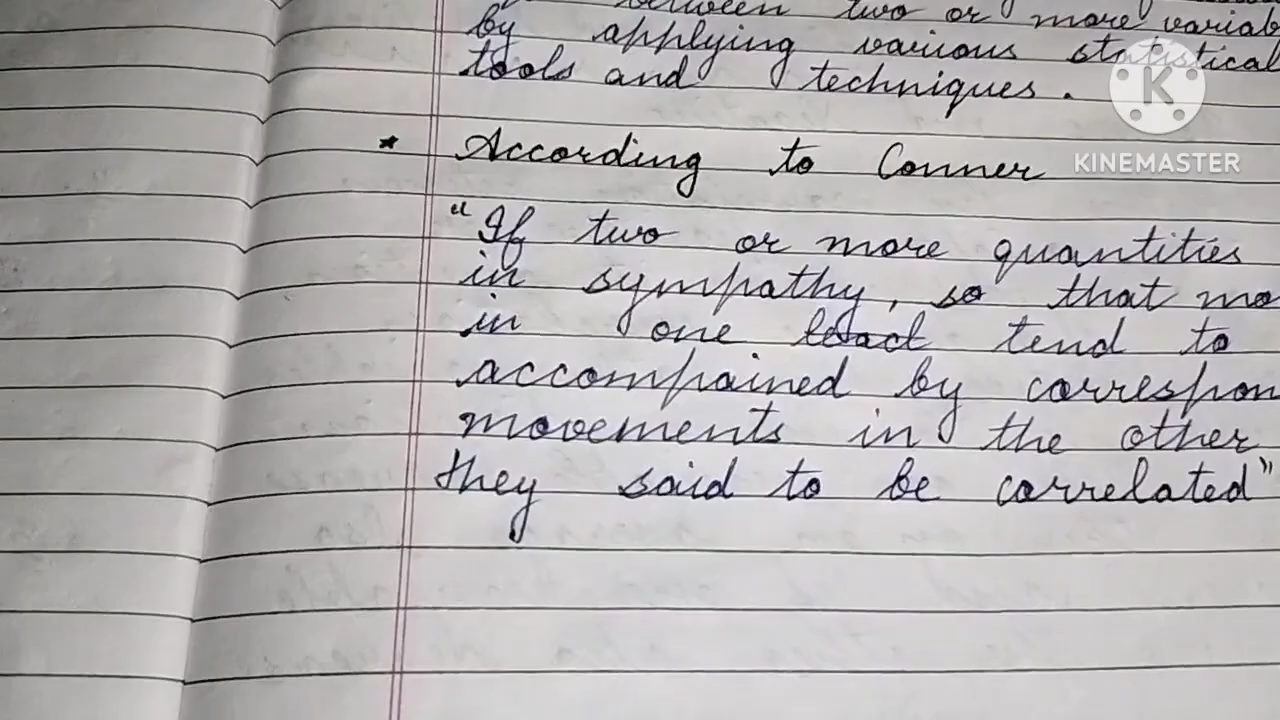 between two or more variab
by applying various statistical
tools and techniques.
K
KINEMASTER
* According to Conner
"If two or more quantities
in sympathy, so that mo
in one tend to
accompained by correspon
movements in the other
they said to be correlated"